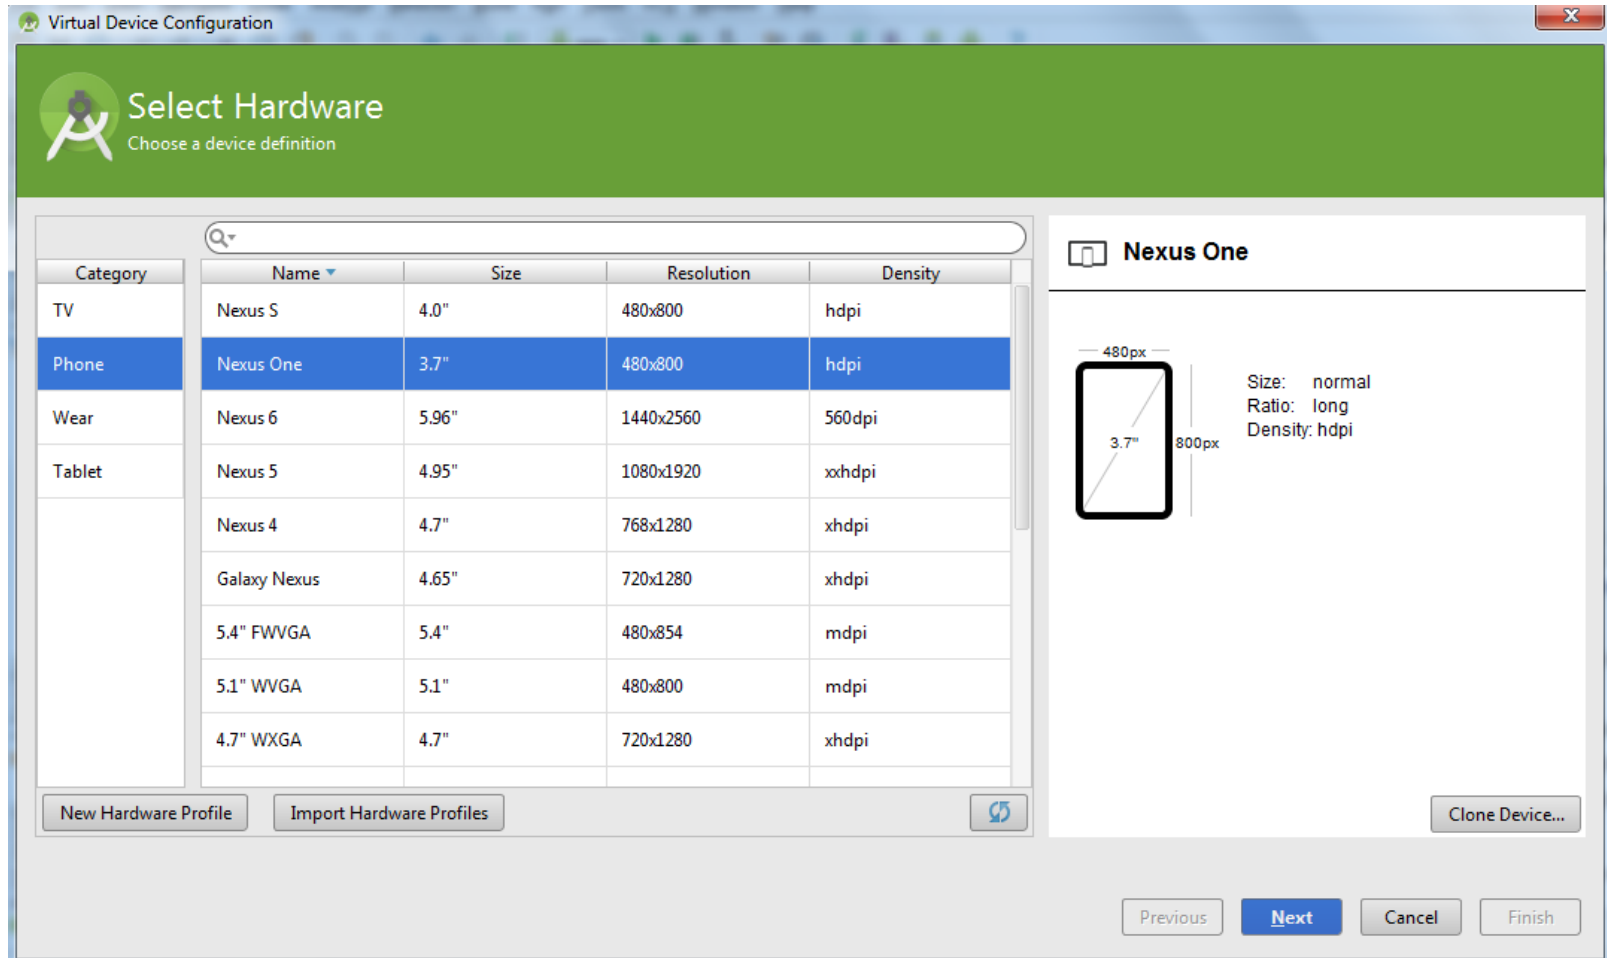 Virtual Device Configuration
x
Select Hardware
Choose a device definition
Category
TV
Phone
Wear
Tablet
Name Size Resolution Density
Nexus S 4.0" 480x800 hdpi
Nexus One 3.7" 480x800 hdpi
Nexus 6 5.96" 1440x2560 560dpi
Nexus 5 4.95" 1080x1920 xxhdpi
Nexus 4 4.7" 768x1280 xhdpi
Galaxy Nexus 4.65" 720x1280 xhdpi
5.4" FWVGA 5.4" 480x854 mdpi
5.1" WVGA 5.1" 480x800 mdpi
4.7" WXGA 4.7" 720x1280 xhdpi
New Hardware Profile Import Hardware Profiles
Nexus One
480px
3.7" 800px
Size: normal
Ratio: long
Density: hdpi
Clone Device...
Previous Next Cancel Finish